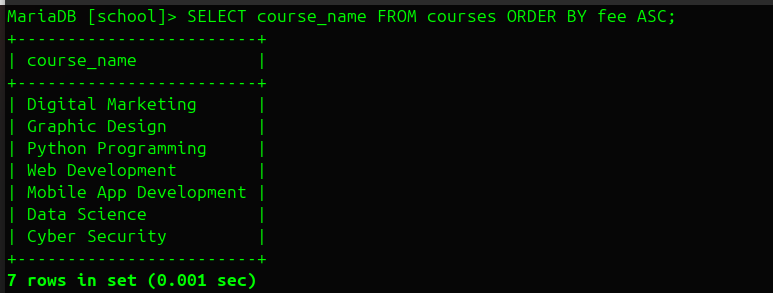 MariaDB [school]> SELECT course_name FROM courses ORDER BY fee ASC;
+------------------------+
| course_name            |
+------------------------+
| Digital Marketing      |
| Graphic Design         |
| Python Programming     |
| Web Development        |
| Mobile App Development |
| Data Science           |
| Cyber Security         |
+------------------------+
7 rows in set (0.001 sec)